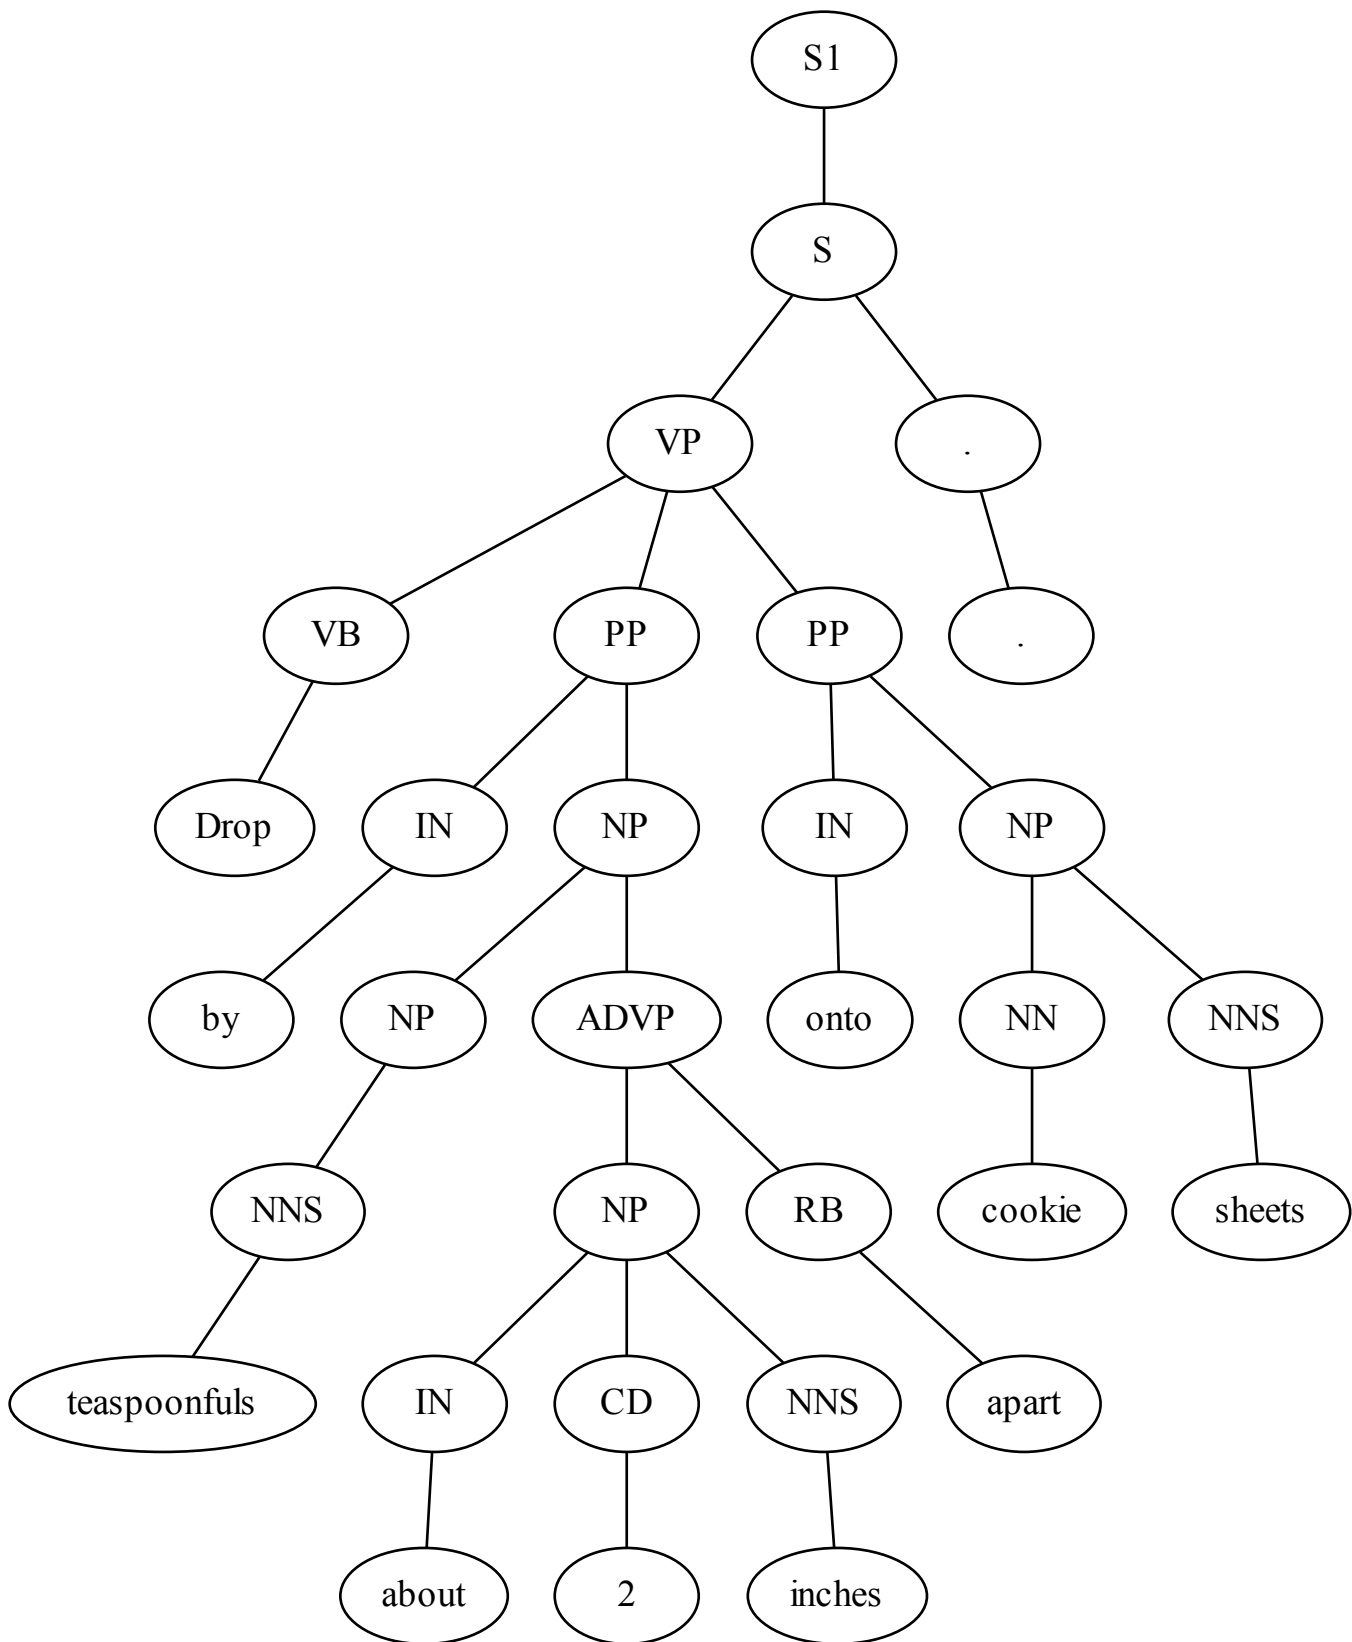 S1
S
VP .
VB PP PP .
Drop IN NP IN NP
by NP ADVP onto NN NNS
NNS NP RB cookie sheets
teaspoonfuls IN CD NNS apart
about 2 inches